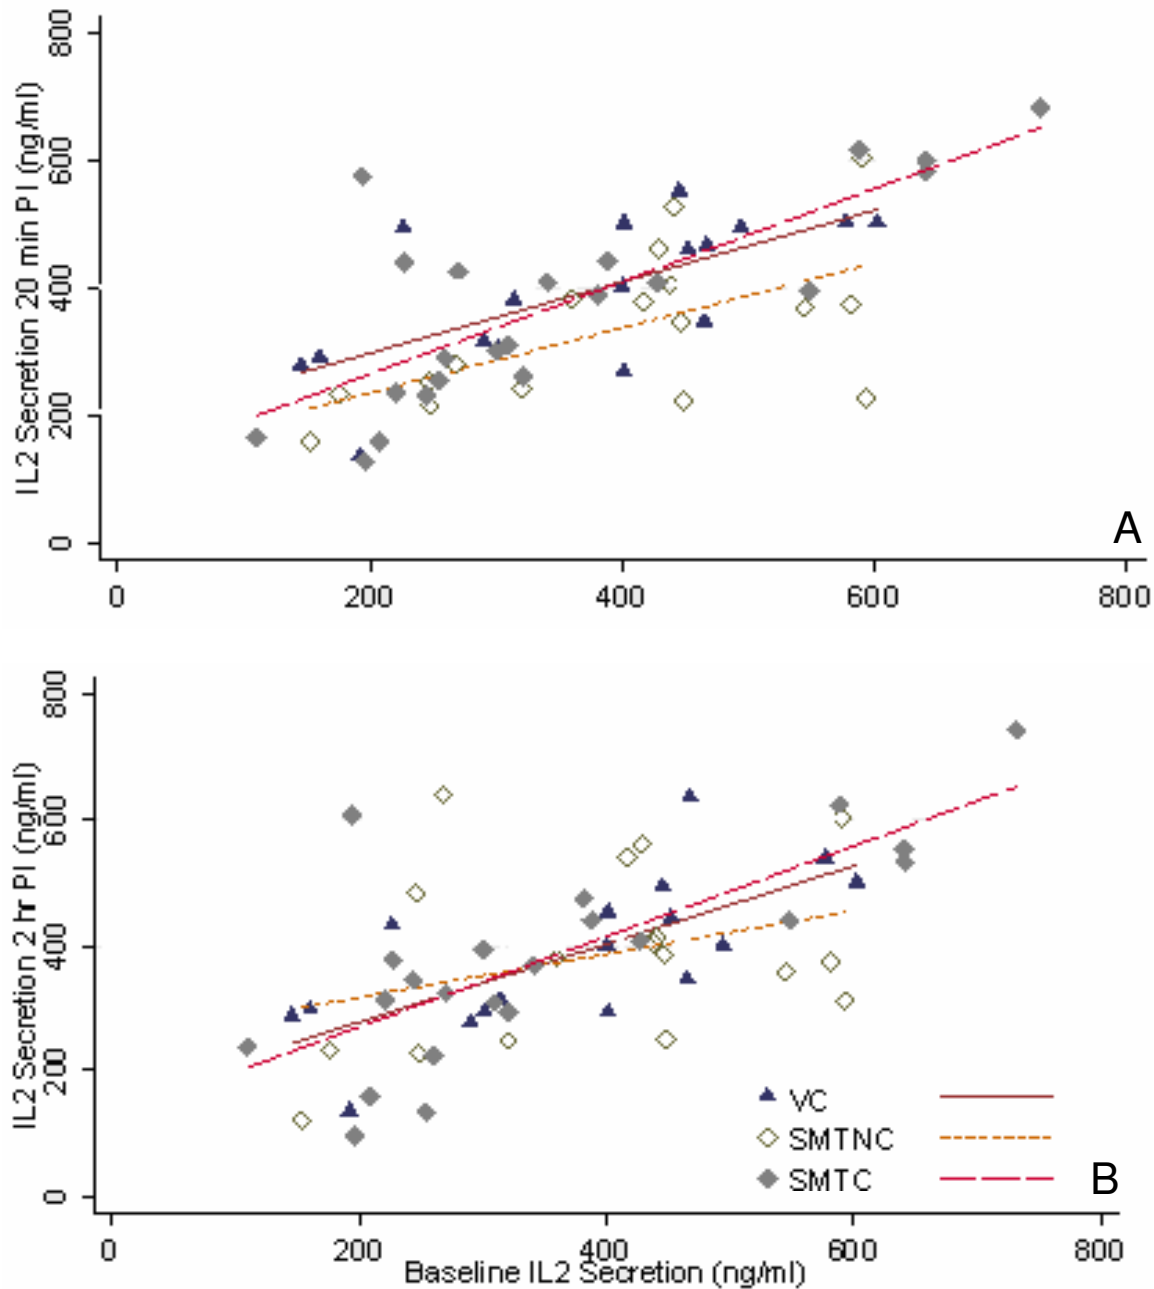 IL2 Secretion 20 min PI (ng/ml)
800
600
400
200
0
A
0 200 400 600 800
IL2 Secretion 2 hr PI (ng/ml)
800
600
400
200
0
VC
SMTNC
SMTC
B
0 200 400 600 800
Baseline IL2 Secretion (ng/ml)